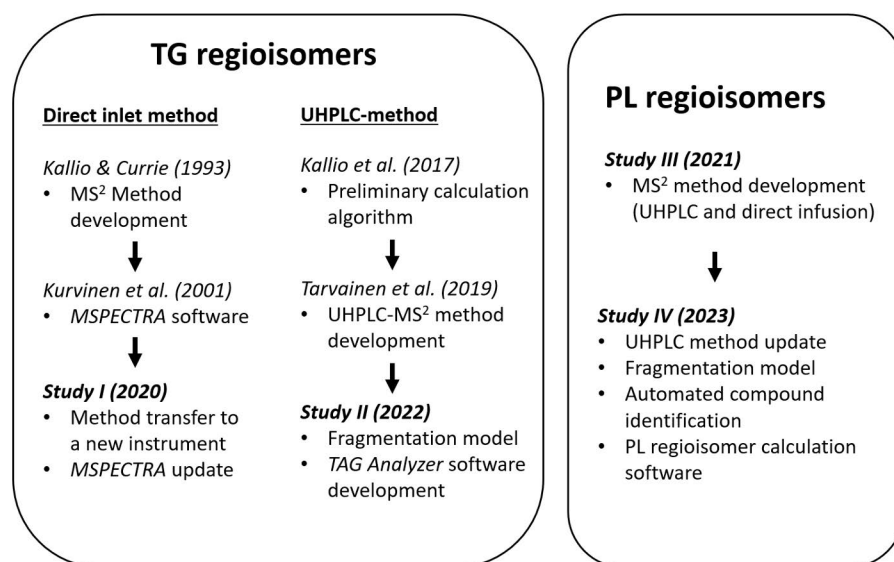 TG regioisomers
Direct inlet method
Kallio & Currie (1993)
• MS² Method
development
Kurvinen et al. (2001)
• MSPECTRA software
Study I (2020)
• Method transfer to
a new instrument
• MSPECTRA update
UHPLC-method
Kallio et al. (2017)
• Preliminary calculation
algorithm
Tarvainen et al. (2019)
• UHPLC-MS² method
development
Study II (2022)
• Fragmentation model
• TAG Analyzer software
development
PL regioisomers
Study III (2021)
• MS² method development
(UHPLC and direct infusion)
Study IV (2023)
• UHPLC method update
• Fragmentation model
• Automated compound
identification
• PL regioisomer calculation
software